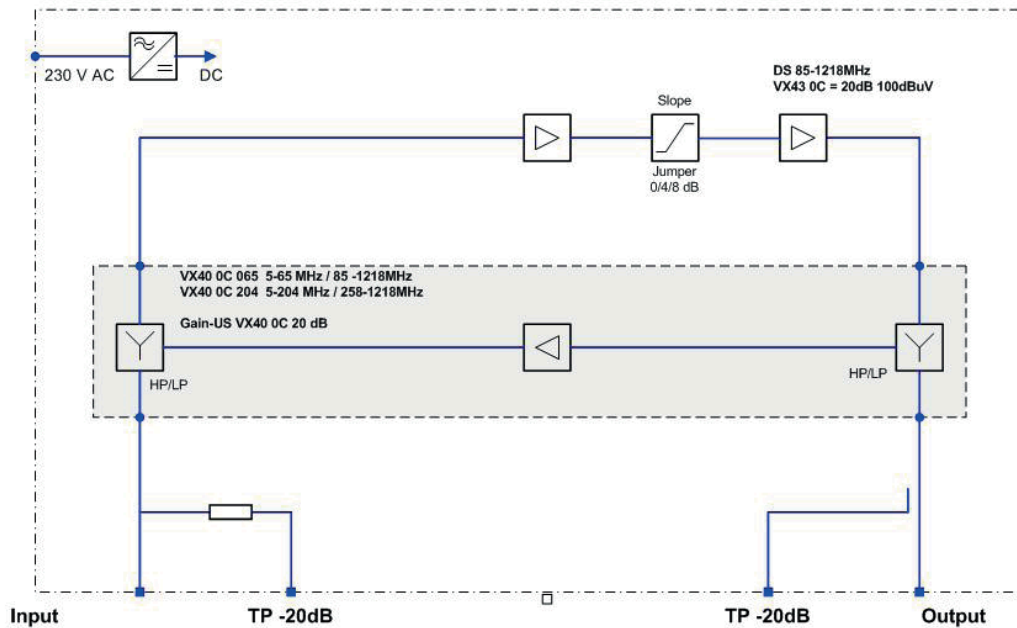 230 V AC
DC
DS 85-1218MHz
VX43 0C = 20dB 100dBuV
Slope
Jumper
0/4/8 dB
VX40 0C 065  5-65 MHz / 85 -1218MHz
VX40 0C 204  5-204 MHz / 258-1218MHz
Gain-US VX40 0C 20 dB
HP/LP
HP/LP
Input
TP -20dB
TP -20dB
Output